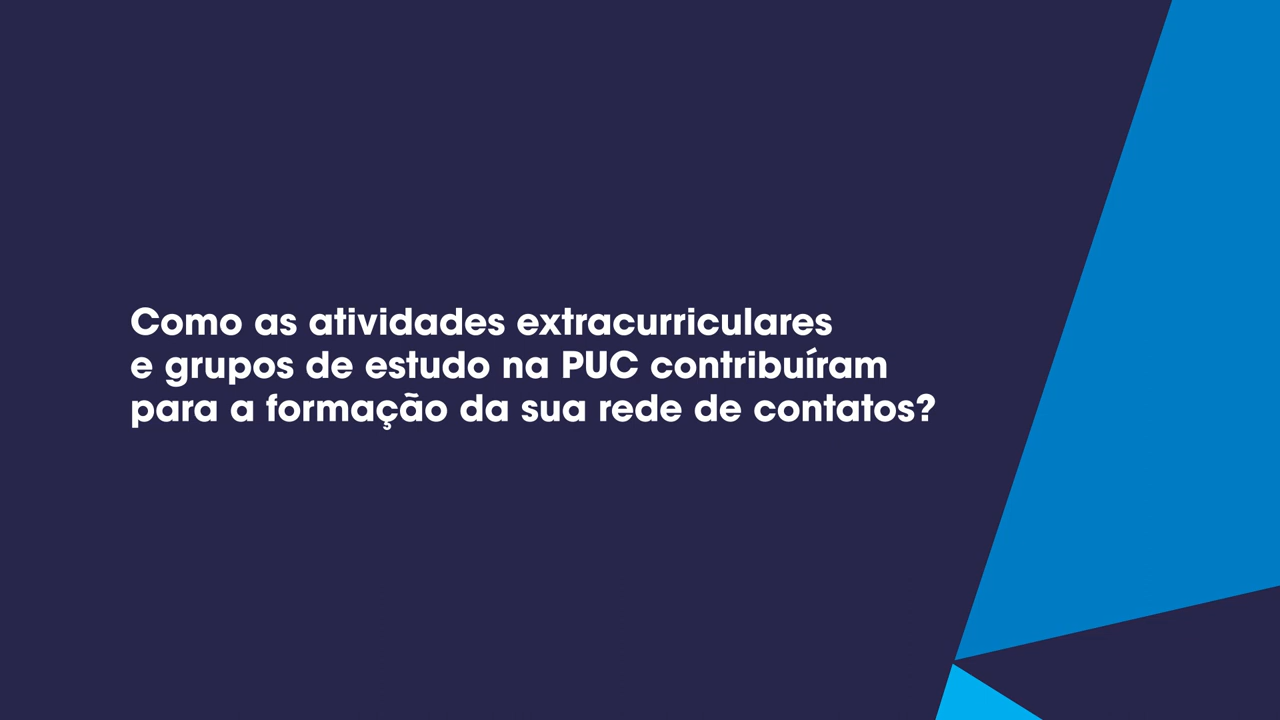 Como as atividades extracurriculares
e grupos de estudo na PUC contribuíram
para a formação da sua rede de contatos?